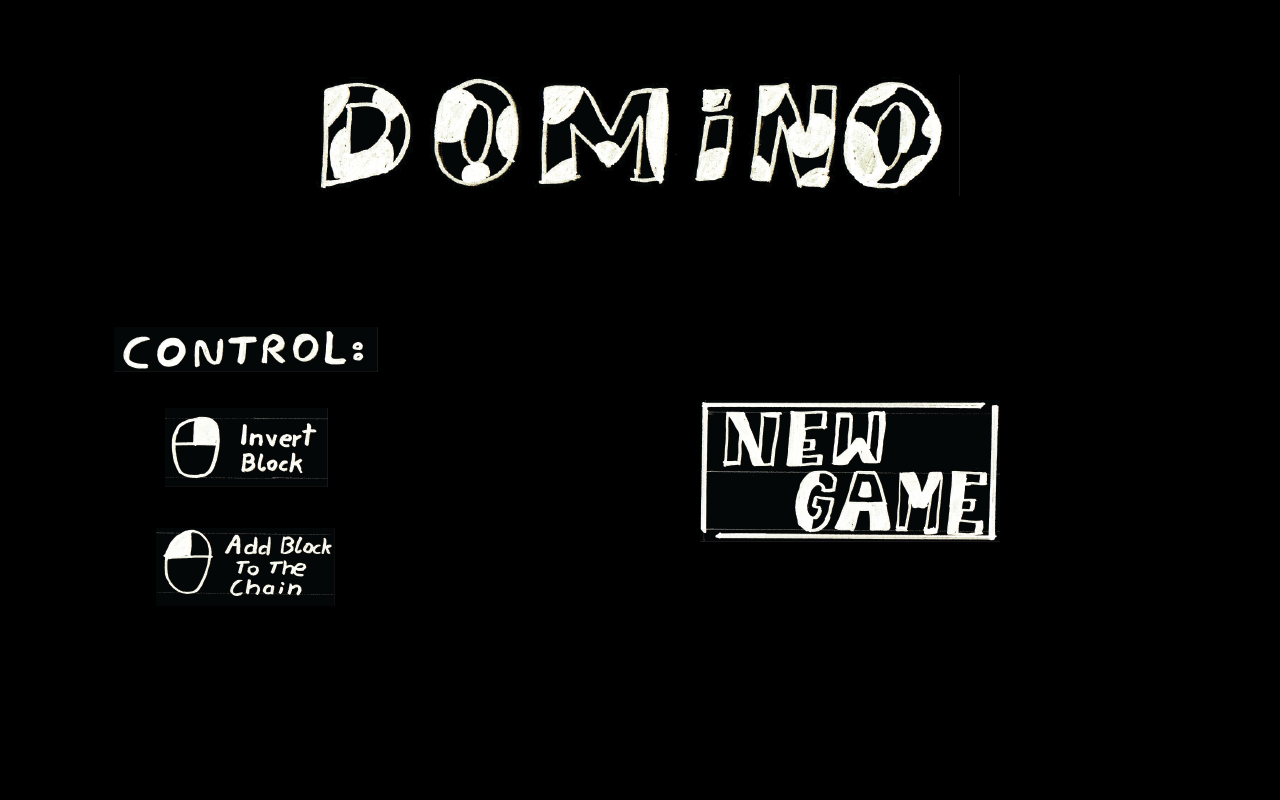 DOMiNO
CONTROL:
Invert
Block
Add Block
To The
Chain
NEW
GAME